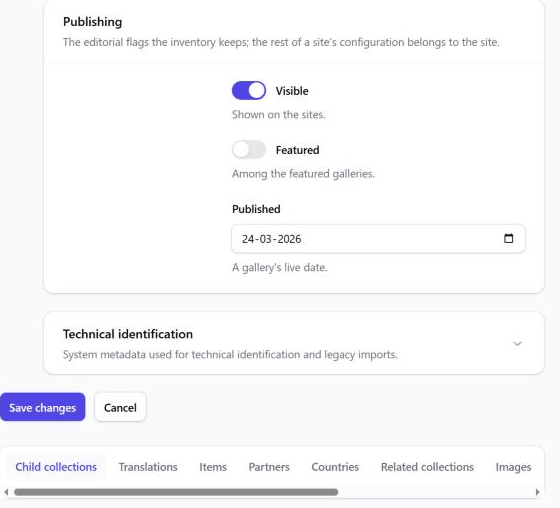 Publishing
The editorial flags the inventory keeps; the rest of a site's configuration belongs to the site.
Visible
Shown on the sites.
Featured
Among the featured galleries.
Published
24-03-2026
A gallery's live date.
Technical identification
System metadata used for technical identification and legacy imports.
Save changes Cancel
Child collections Translations Items Partners Countries Related collections Images